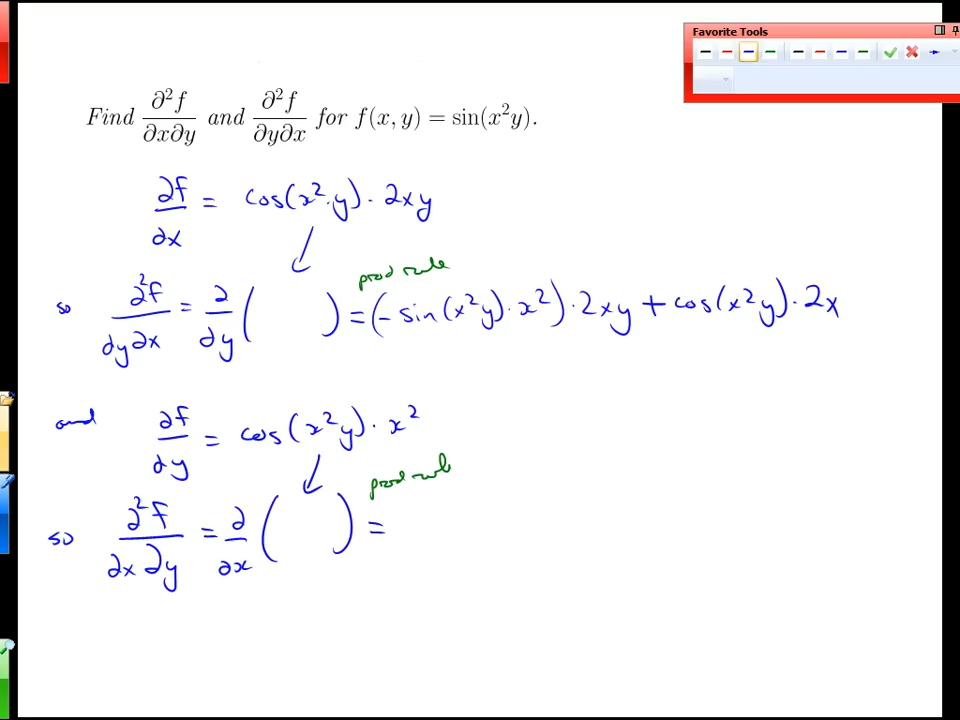 Favorite Tools
Find ∂²f/∂x∂y and ∂²f/∂y∂x for f(x, y) = sin(x²y).
∂f/∂x = cos(x²·y) · 2xy
prod rule
so ∂²f/∂y∂x = ∂/∂y ( ) = (- sin(x²y) · x²) · 2xy + cos(x²y) · 2x
and ∂f/∂y = cos(x²y) · x²
prod rule
so ∂²f/∂x∂y = ∂/∂x ( ) =